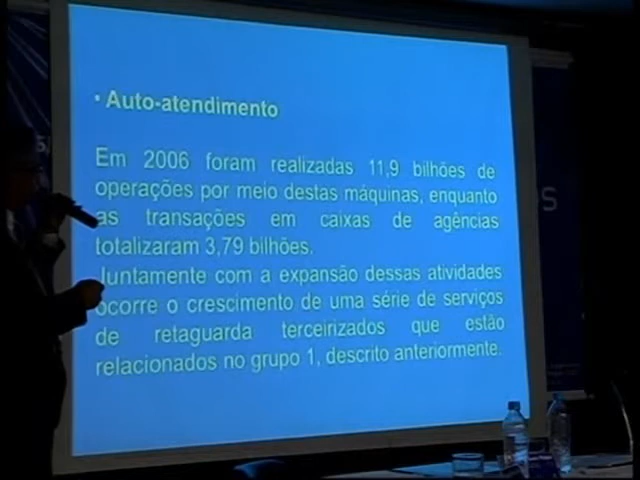 • Auto-atendimento
Em 2006 foram realizadas 11,9 bilhões de
operações por meio destas máquinas, enquanto
as transações em caixas de agências
totalizaram 3,79 bilhões.
Juntamente com a expansão dessas atividades
ocorre o crescimento de uma série de serviços
de retaguarda terceirizados que estão
relacionados no grupo 1, descrito anteriormente.